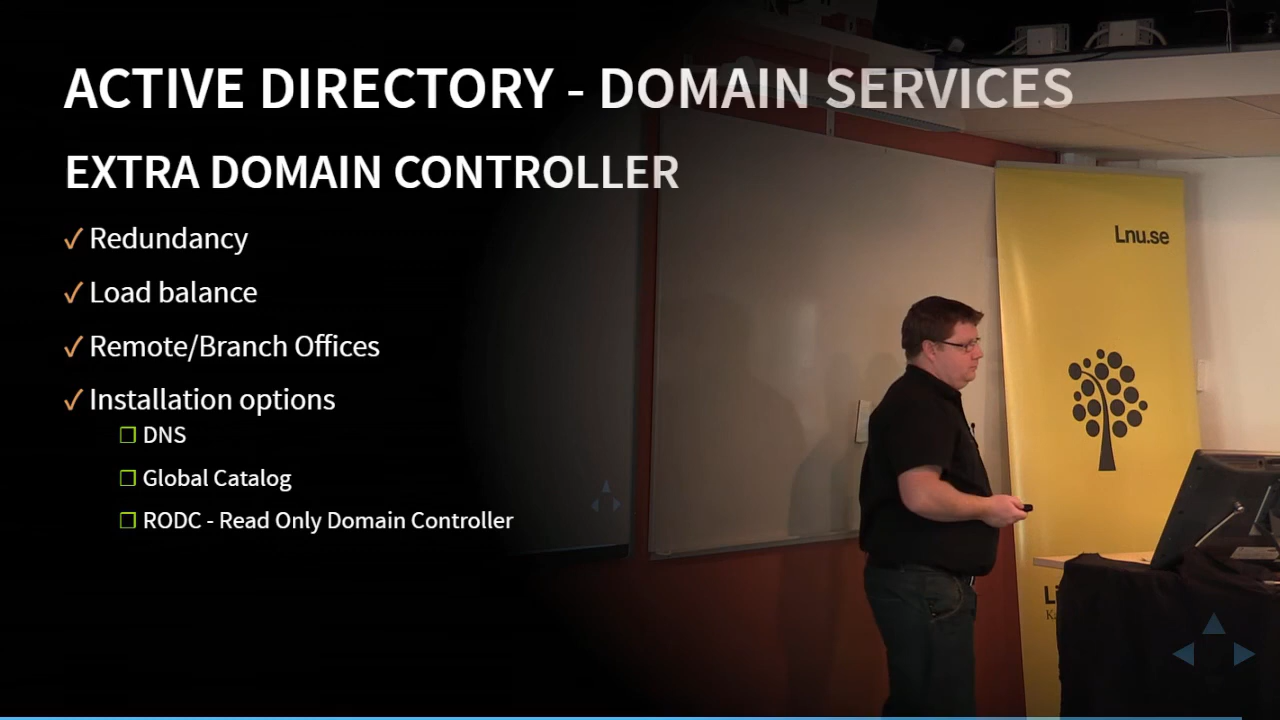 ACTIVE DIRECTORY - DOMAIN SERVICES
EXTRA DOMAIN CONTROLLER
✓ Redundancy
✓ Load balance
✓ Remote/Branch Offices
✓ Installation options
❒ DNS
❒ Global Catalog
❒ RODC - Read Only Domain Controller
Lnu.se